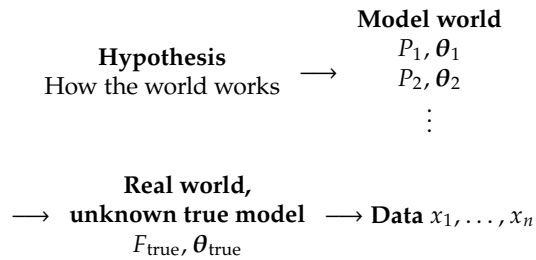 Model world
Hypothesis
P₁, θ₁
How the world works ⟶ P₂, θ₂
⋮
Real world,
⟶ unknown true model ⟶ Data x₁, . . . , xₙ
F_true, θ_true